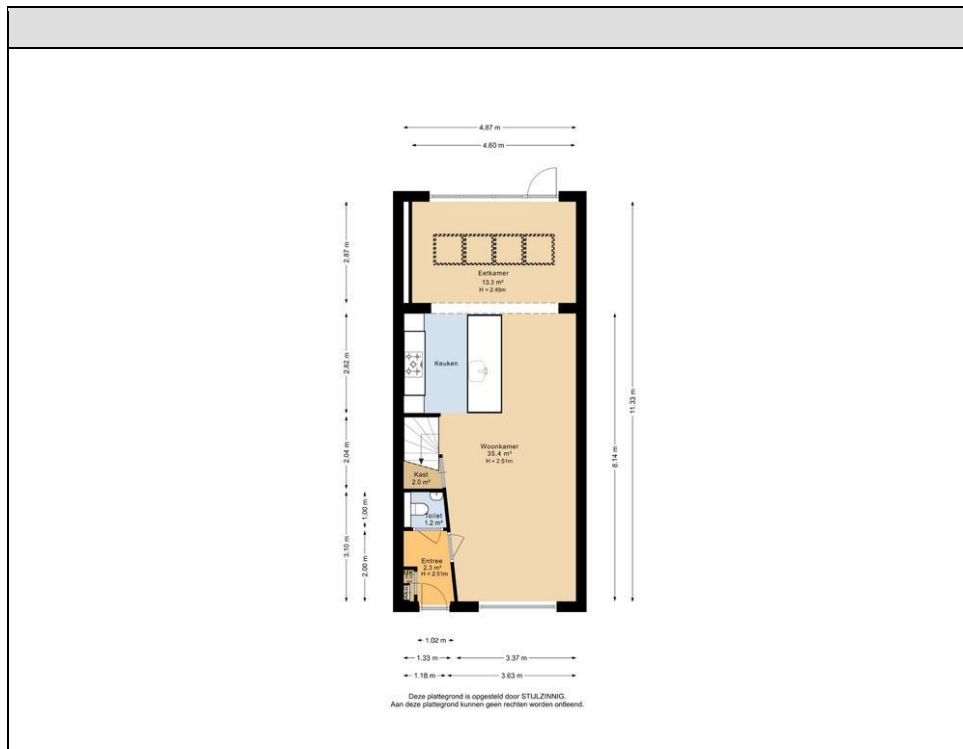 4.87 m
4.60 m
2.87 m
Eetkamer
13.3 m²
H = 2.49m
2.82 m
Keuken
11.33 m
8.14 m
Woonkamer
35.4 m²
H = 2.51m
2.04 m
Kast
2.0 m²
1.00 m
Toilet
1.2 m²
3.10 m
2.00 m
Entree
2.3 m²
H = 2.51m
1.02 m
1.33 m
3.37 m
1.18 m
3.63 m
Deze plattegrond is opgesteld door STIJLZINNIG.
Aan deze plattegrond kunnen geen rechten worden ontleend.